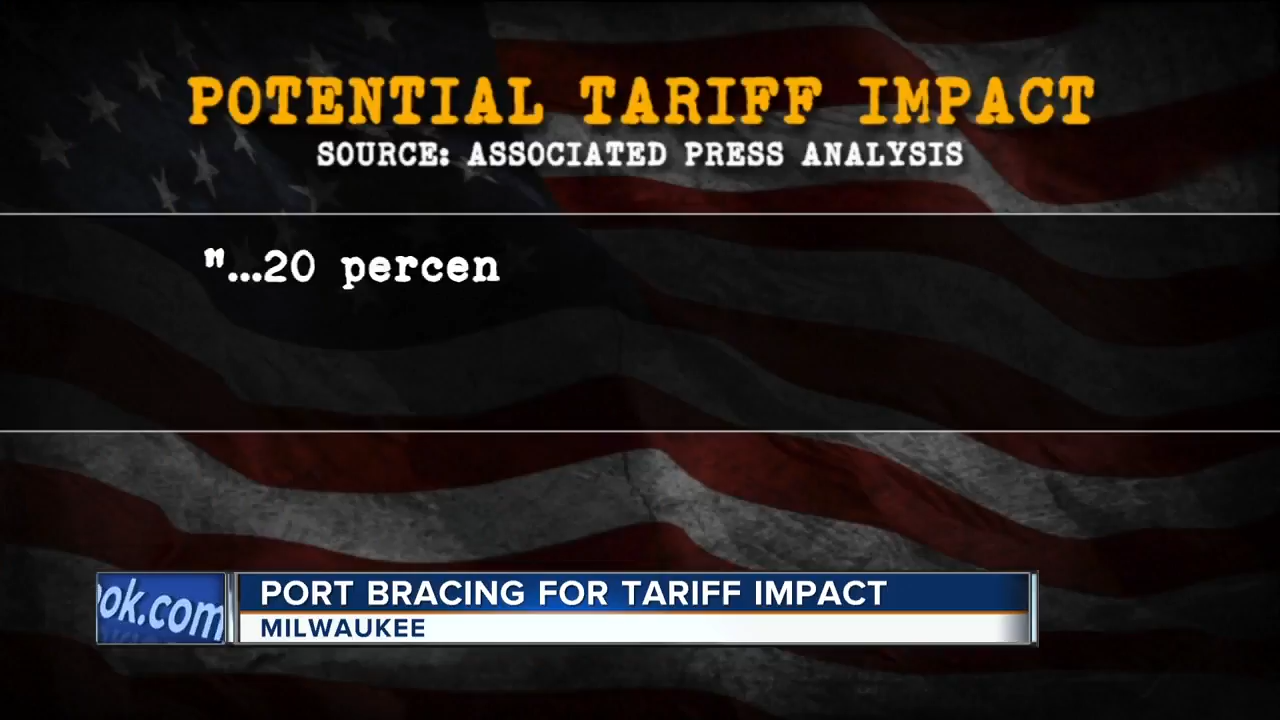 POTENTIAL TARIFF IMPACT
SOURCE: ASSOCIATED PRESS ANALYSIS
"...20 percen
PORT BRACING FOR TARIFF IMPACT
ok.com
MILWAUKEE